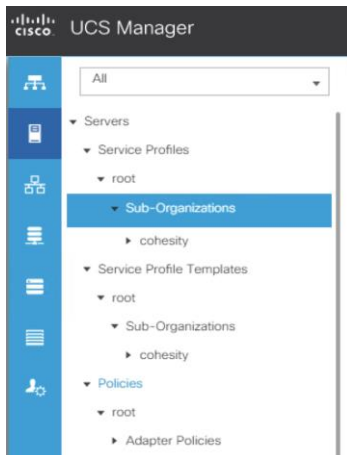 CISCO. UCS Manager
All
Servers
Service Profiles
root
Sub-Organizations
cohesity
Service Profile Templates
root
Sub-Organizations
cohesity
Policies
root
Adapter Policies